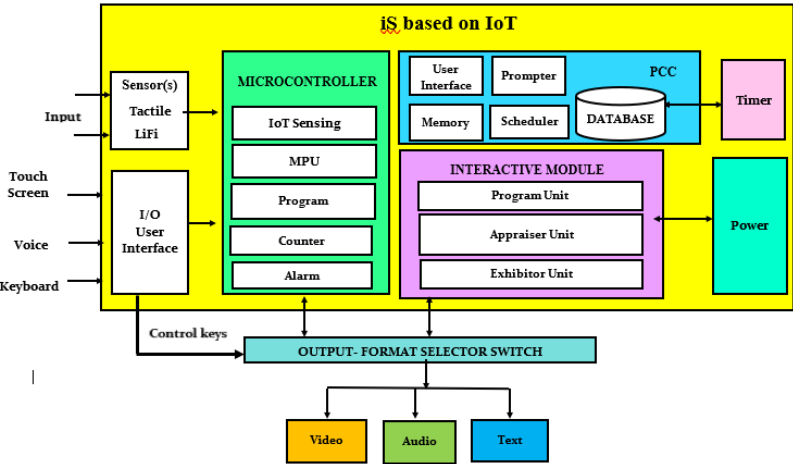 iS based on IoT
Input
Touch
Screen
Voice
Keyboard
Sensor(s)
Tactile
LiFi
I/O
User
Interface
MICROCONTROLLER
IoT Sensing
MPU
Program
Counter
Alarm
PCC
User
Interface
Prompter
Memory
Scheduler
DATABASE
Timer
INTERACTIVE MODULE
Program Unit
Appraiser Unit
Exhibitor Unit
Power
Control keys
OUTPUT- FORMAT SELECTOR SWITCH
Video
Audio
Text